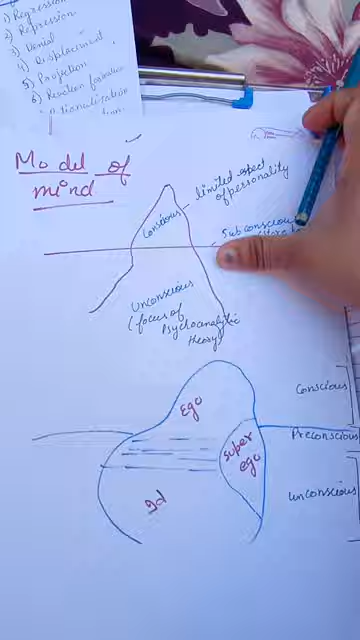 1) Regression
2) Repression
3) Denial
4) Displacement
5) Projection
6) Reaction formation
Rationalization
Model of
mind
Conscious
limited aspect
of personality
Subconscious
Unconscious
(focus of
Psychoanalytic
theory)
Ego
Super
ego
Id
Conscious
Preconscious
Unconscious